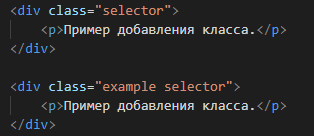 <div class="selector">
<p>Пример добавления класса.</p>
</div>
<div class="example selector">
<p>Пример добавления класса.</p>
</div>